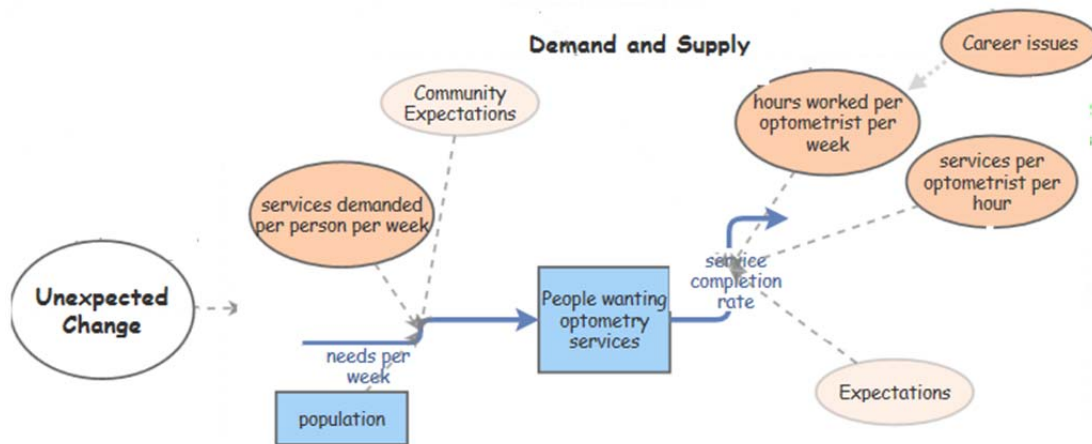 Demand and Supply
Career issues
Community
Expectations
hours worked per
optometrist per
week
services per
optometrist per
hour
services demanded
per person per week
Unexpected
Change
service
completion
rate
People wanting
optometry
services
needs per
week
population
Expectations